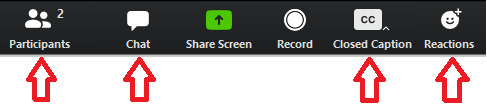 2
CC
Participants
Chat
Share Screen
Record
Closed Caption
Reactions